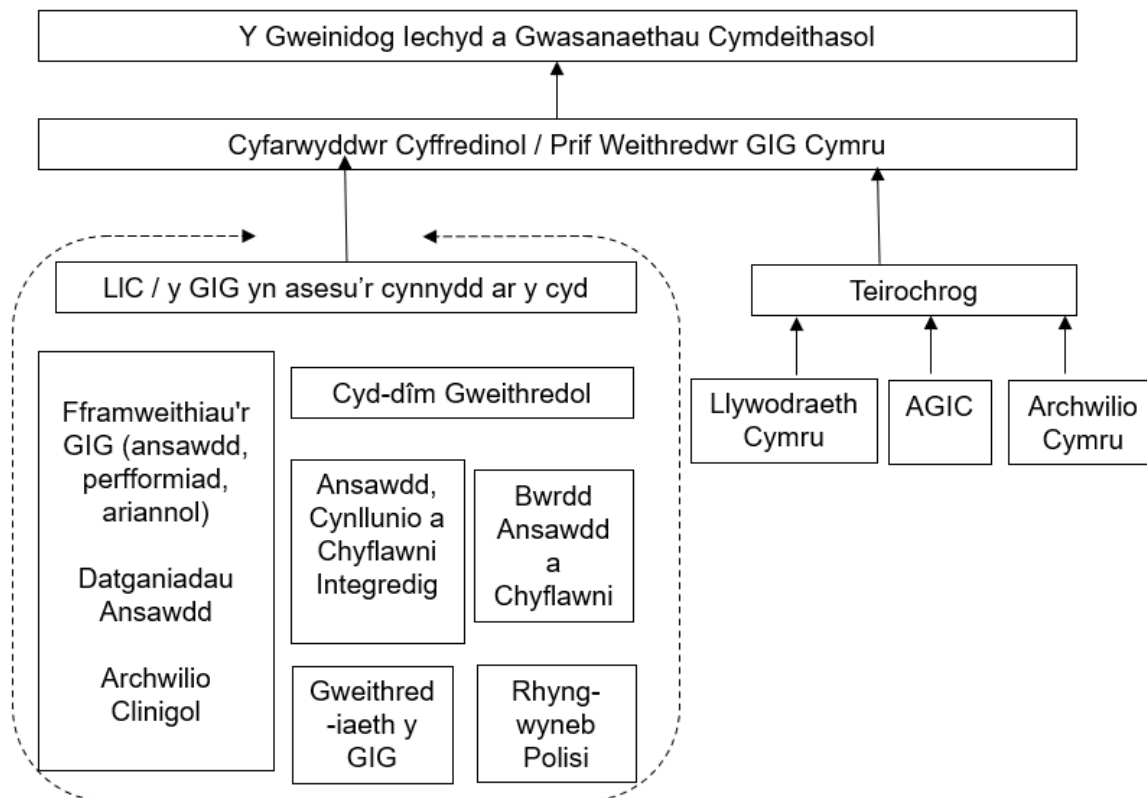 Y Gweinidog Iechyd a Gwasanaethau Cymdeithasol
Cyfarwyddwr Cyffredinol / Prif Weithredwr GIG Cymru
LlC / y GIG yn asesu'r cynnydd ar y cyd
Teirochrog
Fframweithiau'r
GIG (ansawdd,
perfformiad,
ariannol)
Datganiadau
Ansawdd
Archwilio
Clinigol
Cyd-dîm Gweithredol
Ansawdd,
Cynllunio a
Chyflawni
Integredig
Bwrdd
Ansawdd
a
Chyflawni
Gweithred
-iaeth y
GIG
Rhyng-
wyneb
Polisi
Llywodraeth
Cymru
AGIC
Archwilio
Cymru